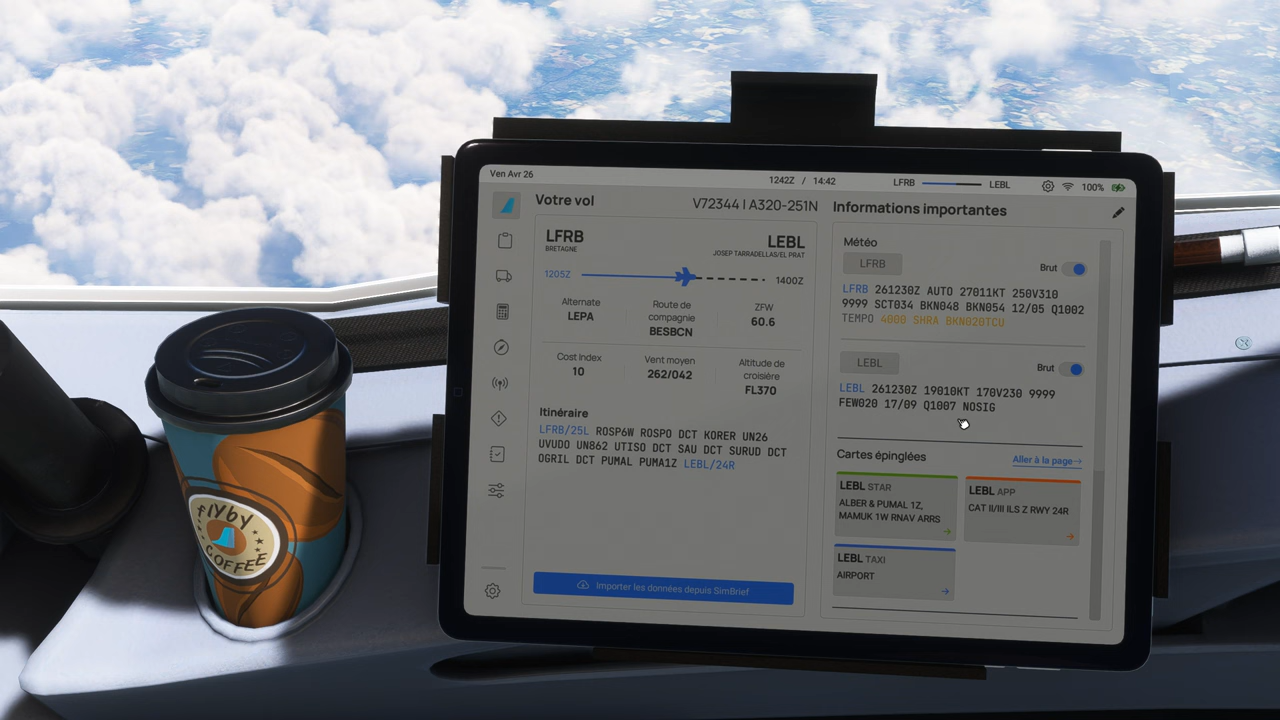 Ven Avr 26
1242Z / 14:42
LFRB
LEBL
100%
Votre vol
V72344 | A320-251N
LFRB
LEBL
BRETAGNE
JOSEP TARRADELLAS/EL PRAT
1205Z
1400Z
Alternate
LEPA
Route de
compagnie
BESBCN
ZFW
60.6
Cost Index
10
Vent moyen
262/042
Altitude de
croisière
FL370
Itinéraire
LFRB/25L ROSP6W ROSPO DCT KORER UN26
UVUDO UN862 UTISO DCT SAU DCT SURUD DCT
OGRIL DCT PUMAL PUMA1Z LEBL/24R
Importer les données depuis SimBrief
Informations importantes
Météo
LFRB
Brut
LFRB 261230Z AUTO 27011KT 250V310
9999 SCT034 BKN048 BKN054 12/05 Q1002
TEMPO 4000 SHRA BKN020TCU
LEBL
Brut
LEBL 261230Z 19010KT 170V230 9999
FEW020 17/09 Q1007 NOSIG
Cartes épinglées
Aller à la page→
LEBL STAR
ALBER & PUMAL 1Z,
MAMUK 1W RNAV ARRS
LEBL APP
CAT II/III ILS Z RWY 24R
LEBL TAXI
AIRPORT
flyby
COFFEE